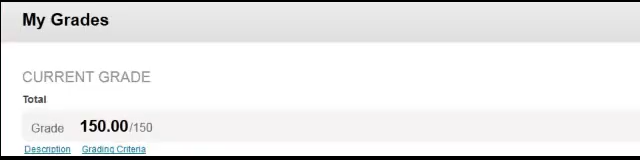 My Grades
CURRENT GRADE
Total
Grade 150.00/150
Description Grading Criteria